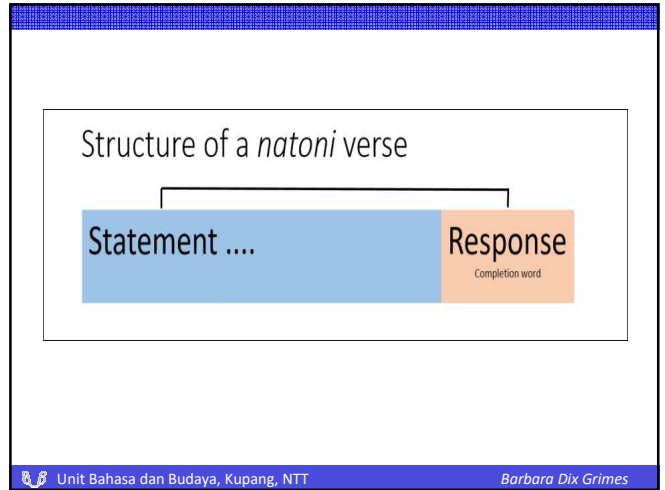 Structure of a natoni verse
Statement ....
Response
Completion word
Unit Bahasa dan Budaya, Kupang, NTT
Barbara Dix Grimes